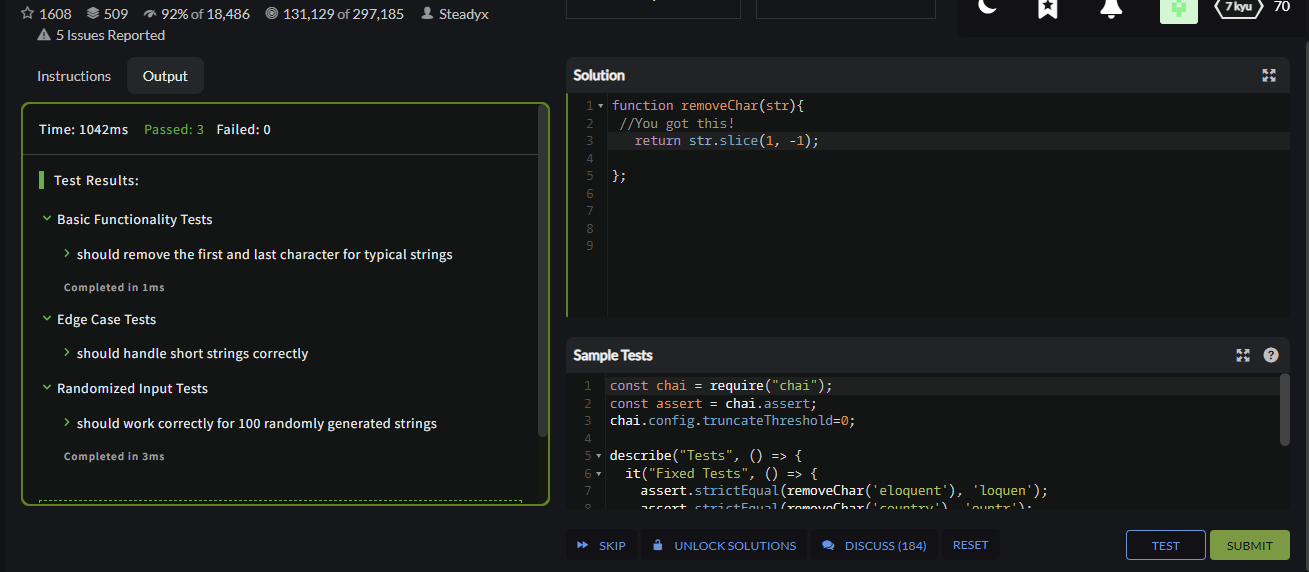 1608 509 92% of 18,486 131,129 of 297,185 Steadyx
5 Issues Reported
7 kyu 70
Instructions Output
Time: 1042ms Passed: 3 Failed: 0
Test Results:
Basic Functionality Tests
should remove the first and last character for typical strings
Completed in 1ms
Edge Case Tests
should handle short strings correctly
Randomized Input Tests
should work correctly for 100 randomly generated strings
Completed in 3ms
Solution
1 function removeChar(str){
2 //You got this!
3 return str.slice(1, -1);
4
5 };
6
7
8
9
Sample Tests
1 const chai = require("chai");
2 const assert = chai.assert;
3 chai.config.truncateThreshold=0;
4
5 describe("Tests", () => {
6 it("Fixed Tests", () => {
7 assert.strictEqual(removeChar('eloquent'), 'loquen');
8 assert.strictEqual(removeChar('country'), 'ountr');
SKIP UNLOCK SOLUTIONS DISCUSS (184) RESET TEST SUBMIT